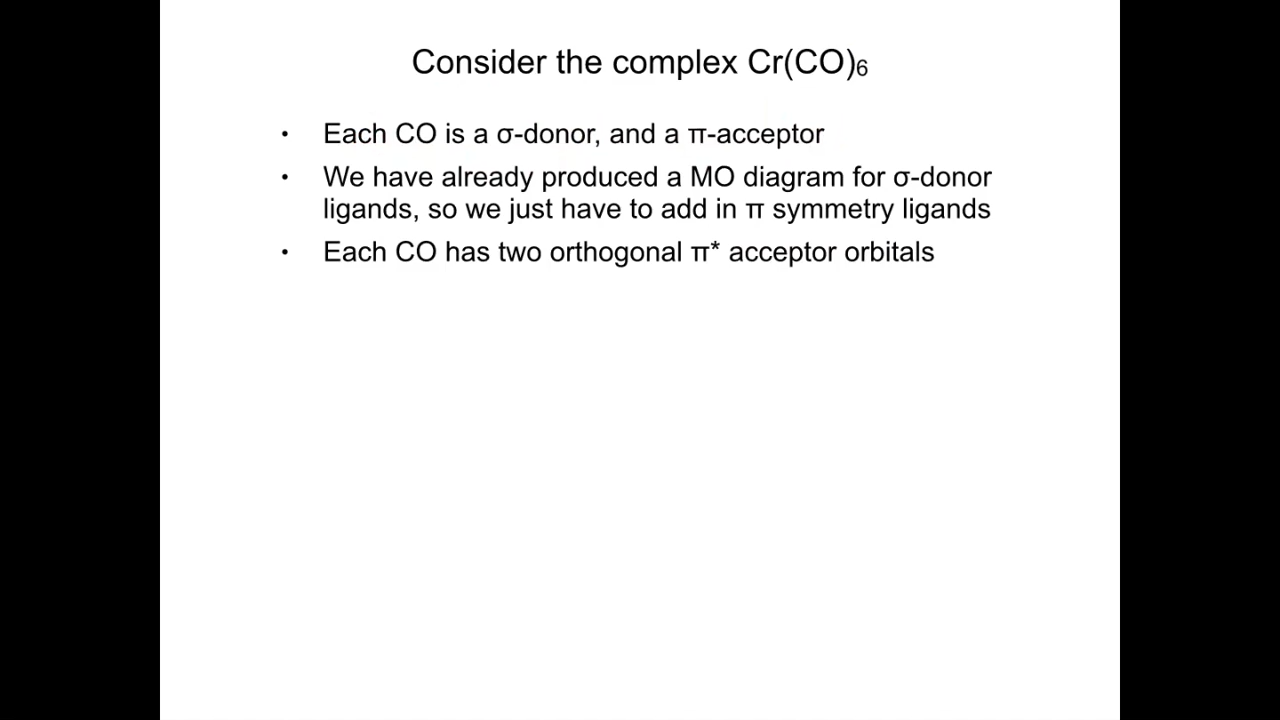 Consider the complex Cr(CO)₆
• Each CO is a σ-donor, and a π-acceptor
• We have already produced a MO diagram for σ-donor
ligands, so we just have to add in π symmetry ligands
• Each CO has two orthogonal π* acceptor orbitals